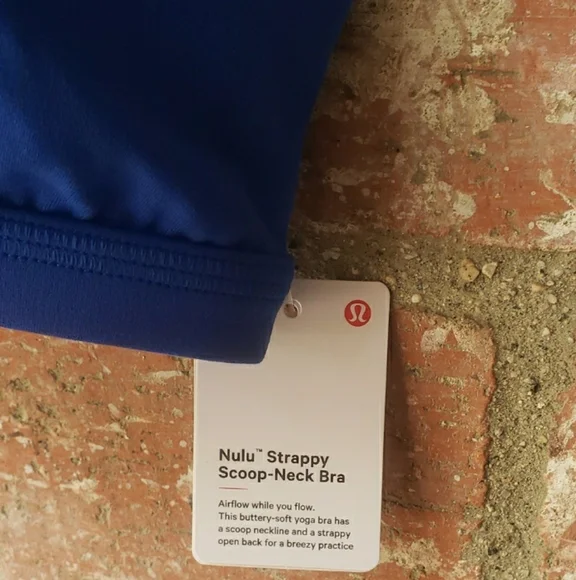 Nulu™ Strappy
Scoop-Neck Bra
Airflow while you flow.
This buttery-soft yoga bra has
a scoop neckline and a strappy
open back for a breezy practice